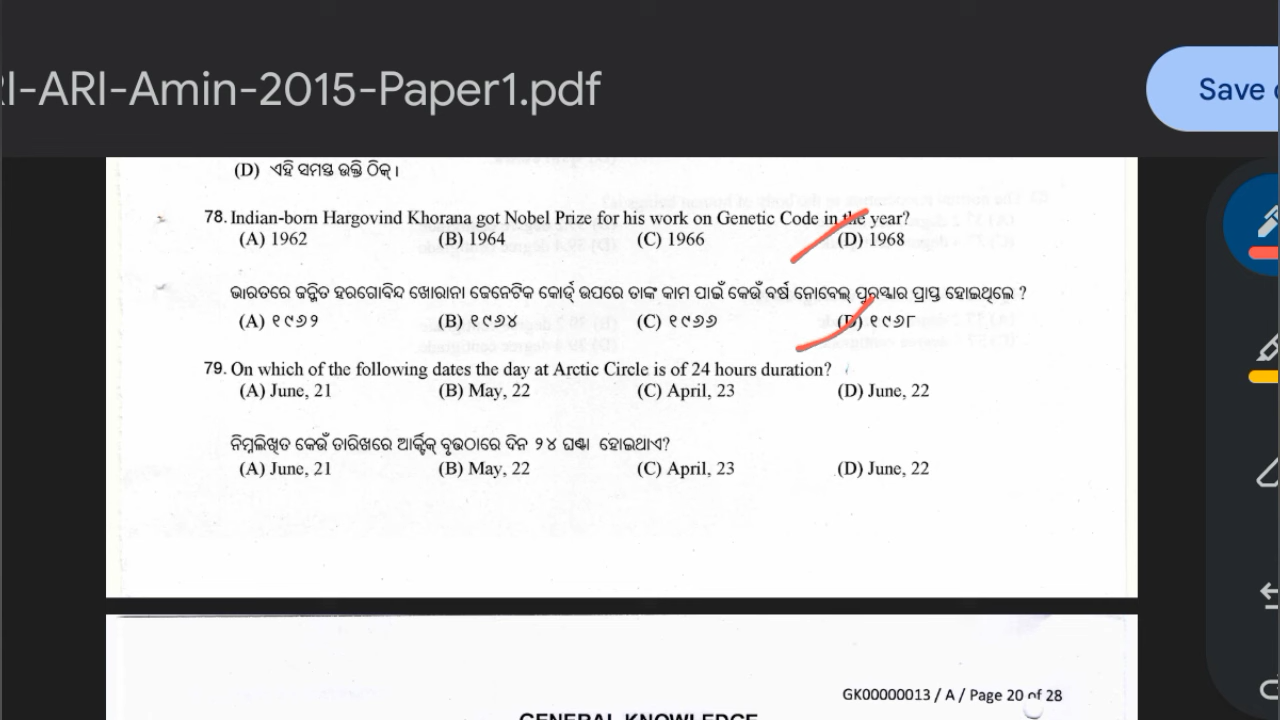 RI-ARI-Amin-2015-Paper1.pdf
Save
(D) ଏହି ସମସ୍ତ ଉକ୍ତି ଠିକ୍ ।
78. Indian-born Hargovind Khorana got Nobel Prize for his work on Genetic Code in the year?
(A) 1962 (B) 1964 (C) 1966 (D) 1968
ଭାରତରେ ଜନ୍ମିତ ହରଗୋବିନ୍ଦ ଖୋରାନା ଜେନେଟିକ କୋର୍ଡ୍ ଉପରେ ତାଙ୍କ କାମ ପାଇଁ କେଉଁ ବର୍ଷ ନୋବେଲ୍ ପୁରସ୍କାର ପ୍ରାପ୍ତ ହୋଇଥିଲେ ?
(A) ୧୯୬୨ (B) ୧୯୬୪ (C) ୧୯୬୬ (D) ୧୯୬୮
79. On which of the following dates the day at Arctic Circle is of 24 hours duration?
(A) June, 21 (B) May, 22 (C) April, 23 (D) June, 22
ନିମ୍ନଲିଖିତ କେଉଁ ତାରିଖରେ ଆର୍କ୍ଟିକ୍ ବୃତ୍ତଠାରେ ଦିନ ୨୪ ଘଣ୍ଟା ହୋଇଥାଏ?
(A) June, 21 (B) May, 22 (C) April, 23 (D) June, 22
GK00000013 / A / Page 20 of 28
GENERAL KNOWLEDGE